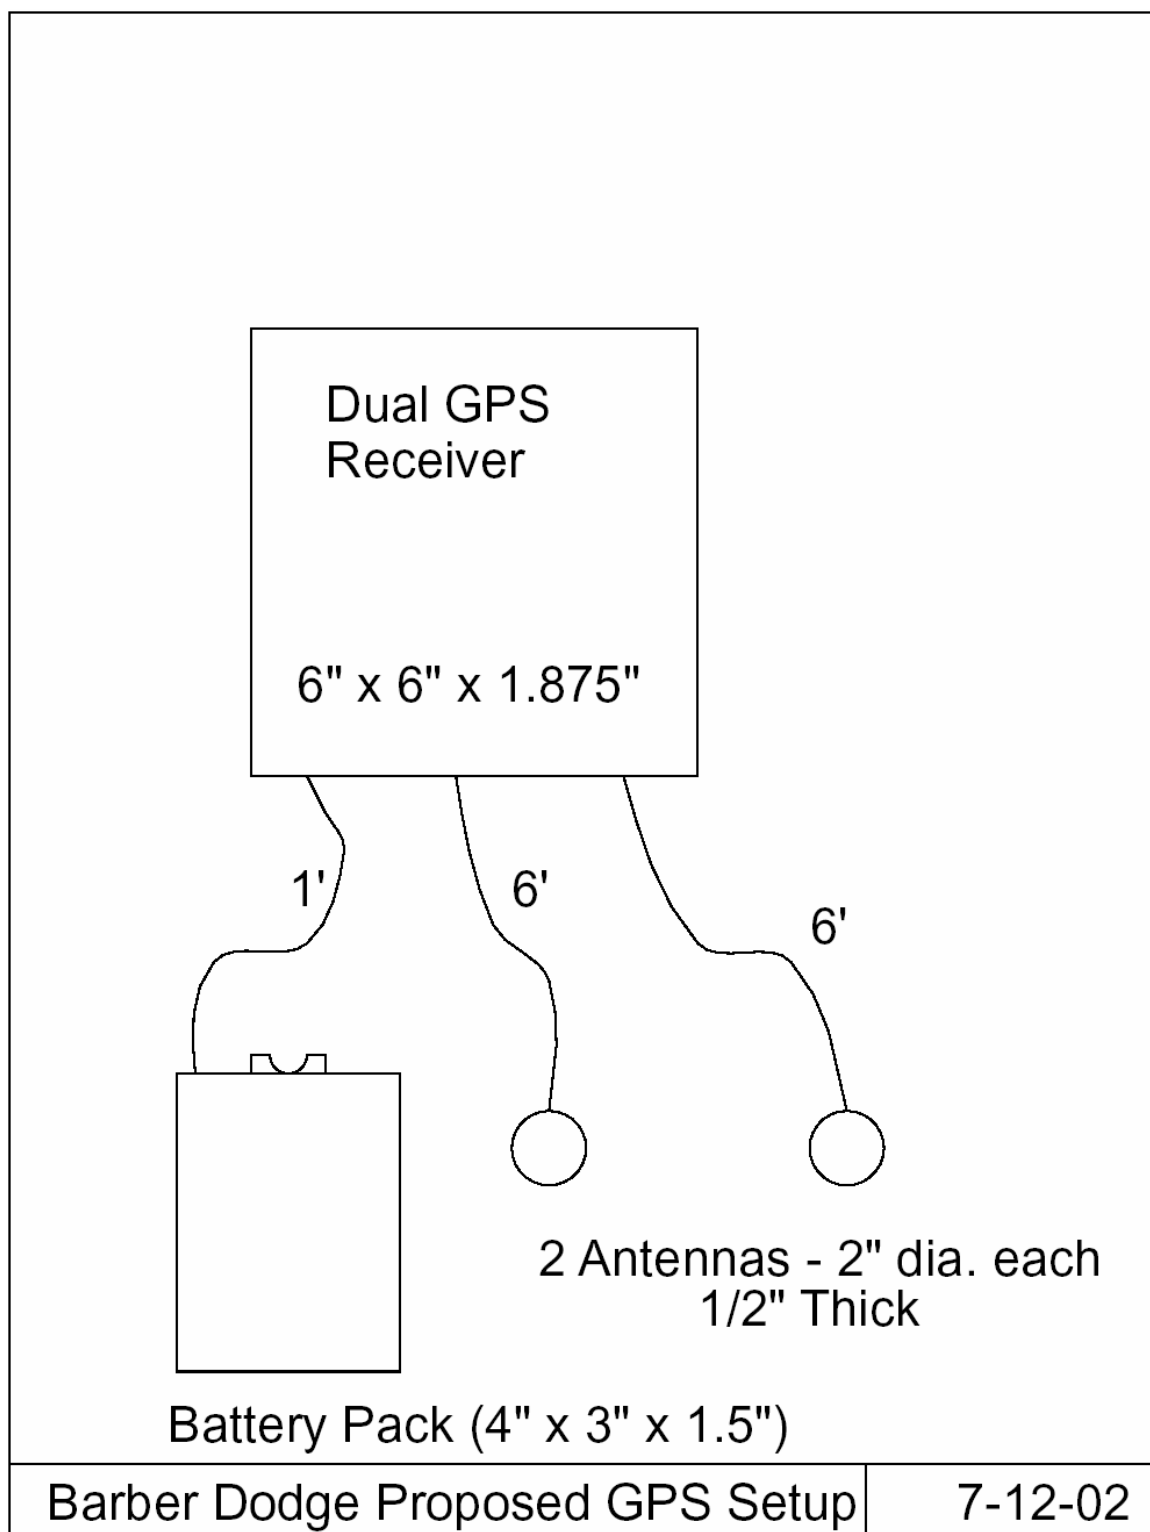 Dual GPS
Receiver
6" x 6" x 1.875"
1'
6'
6'
2 Antennas - 2" dia. each
1/2" Thick
Battery Pack (4" x 3" x 1.5")
Barber Dodge Proposed GPS Setup
7-12-02